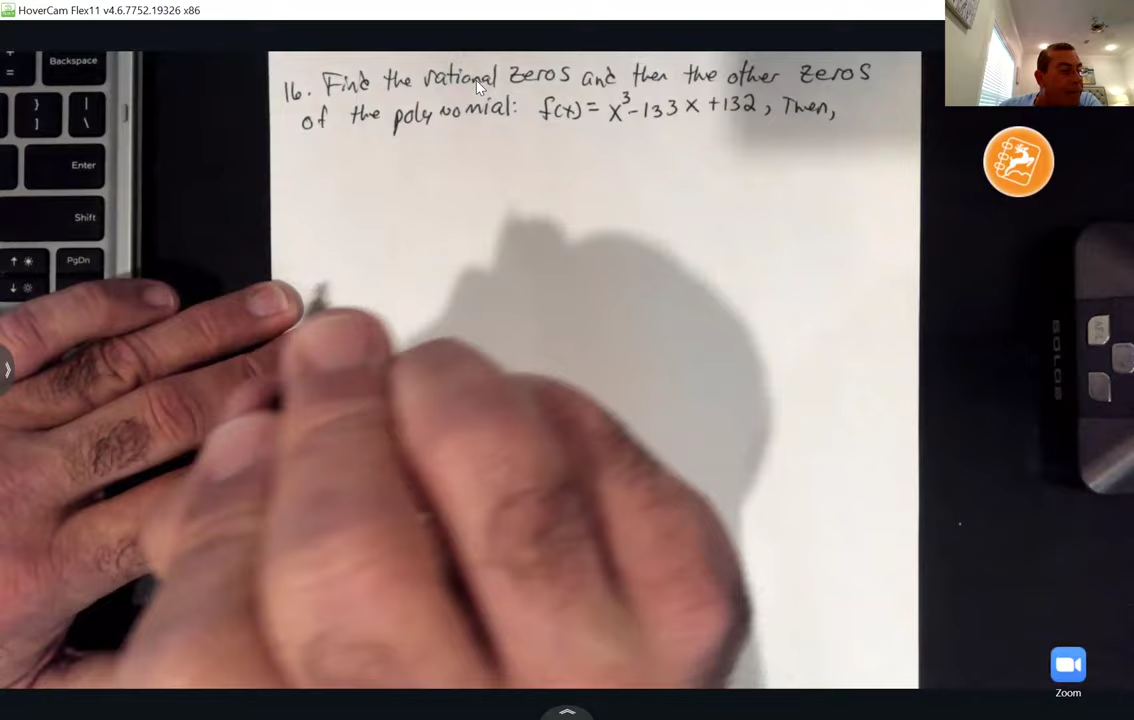 HoverCam Flex11 v4.6.7752.19326 x86
Backspace
+
=
}
]
|
\
Enter
Shift
PgDn
16. Find the rational zeros and then the other zeros
of the polynomial: f(x) = x³ - 133x + 132, Then,
SOLOS
Zoom